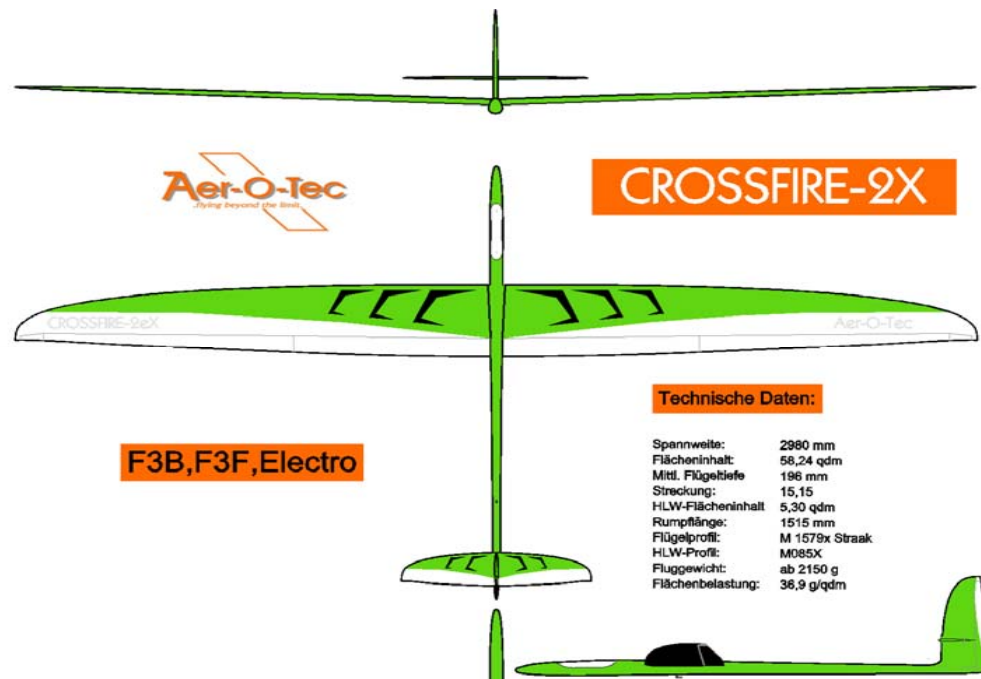 Aer-O-Tec
flying beyond the limit
CROSSFIRE-2X
CROSSFIRE-2eX
Aer-O-Tec
F3B,F3F,Electro
Technische Daten:
Spannweite: 2980 mm
Flächeninhalt: 58,24 qdm
Mittl. Flügeltiefe 196 mm
Streckung: 15,15
HLW-Flächeninhalt 5,30 qdm
Rumpflänge: 1515 mm
Flügelprofil: M 1579x Straak
HLW-Profil: M085X
Fluggewicht: ab 2150 g
Flächenbelastung: 36,9 g/qdm